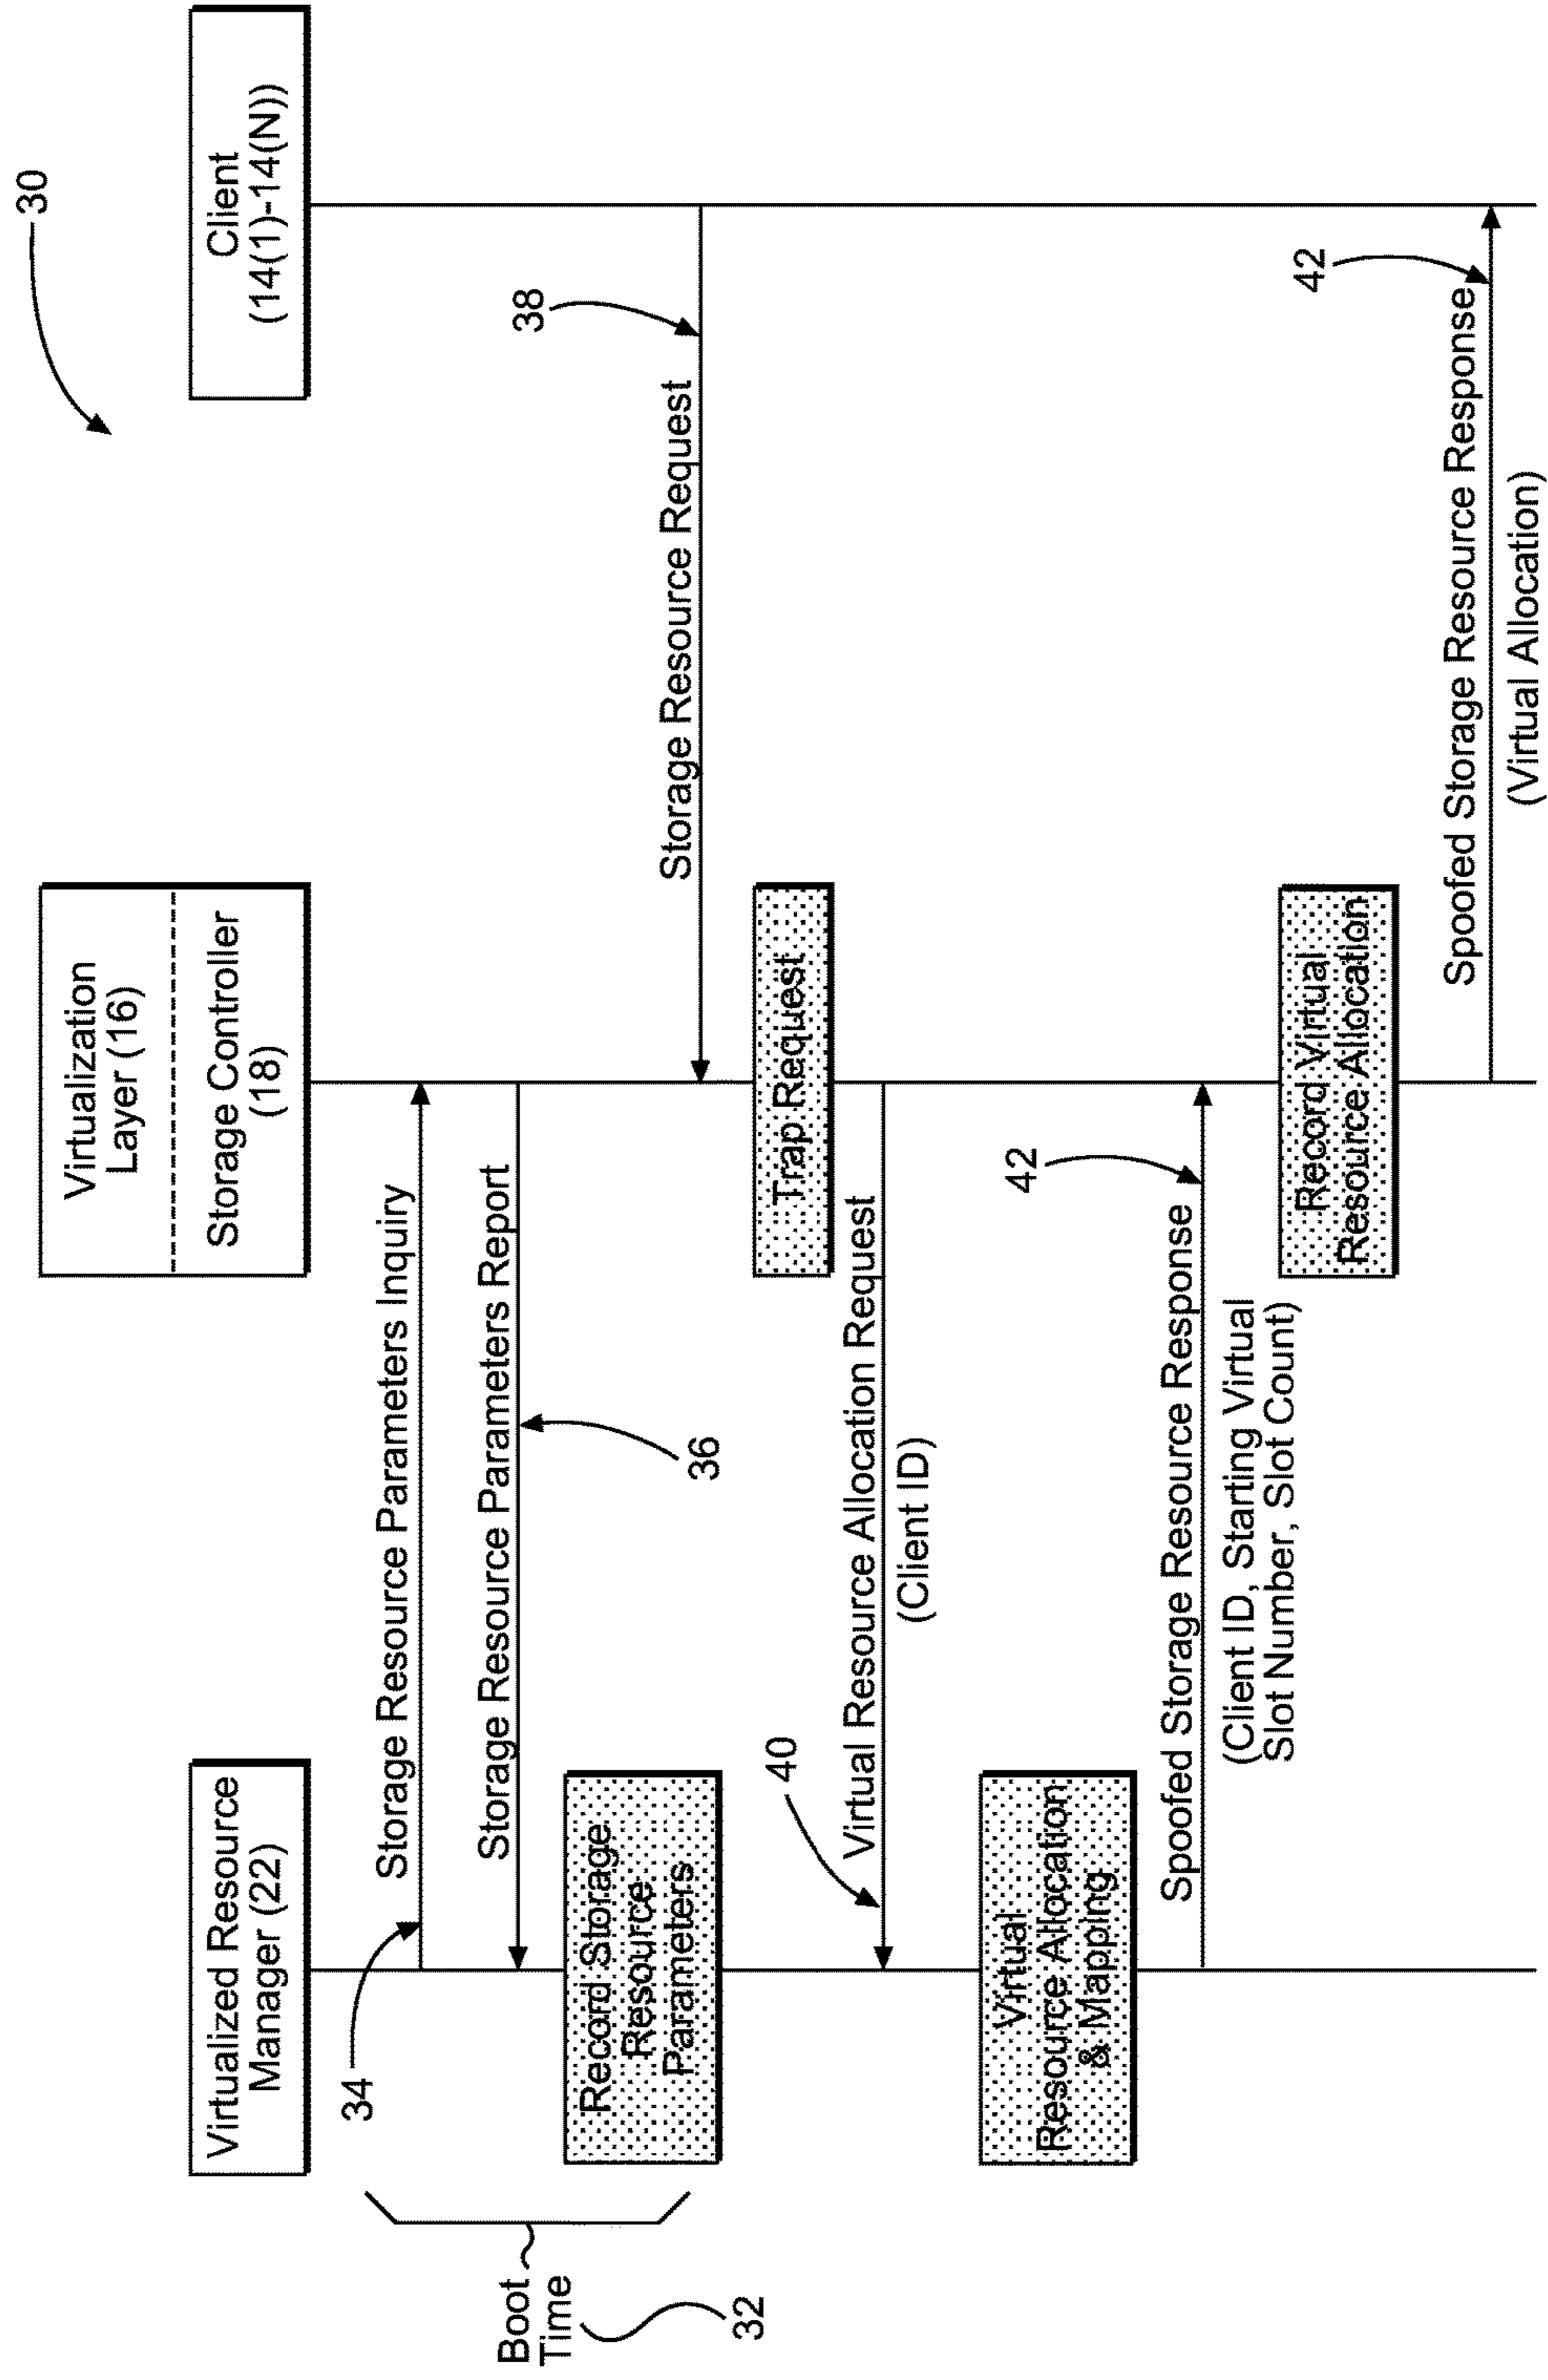 30
Virtualized Resource
Manager (22)
Virtualization
Layer (16)
Storage Controller
(18)
Client
(14(1)-14(N))
34
Storage Resource Parameters Inquiry
Storage Resource Parameters Report
36
Boot
Time
32
Record Storage
Resource
Parameters
38
Storage Resource Request
Trap Request
40
Virtual Resource Allocation Request
(Client ID)
Virtual
Resource Allocation
& Mapping
42
Spoofed Storage Resource Response
(Client ID, Starting Virtual
Slot Number, Slot Count)
Record Virtual
Resource Allocation
42
Spoofed Storage Resource Response
(Virtual Allocation)